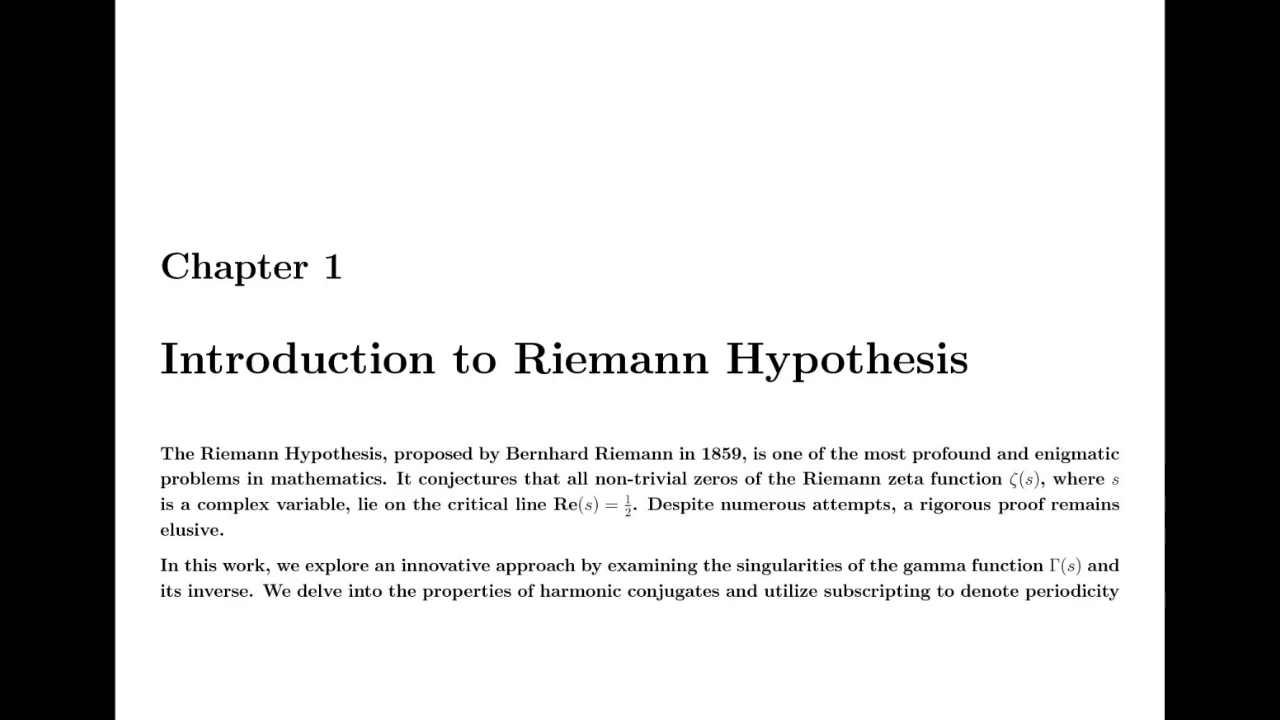 Chapter 1
Introduction to Riemann Hypothesis
The Riemann Hypothesis, proposed by Bernhard Riemann in 1859, is one of the most profound and enigmatic
problems in mathematics. It conjectures that all non-trivial zeros of the Riemann zeta function ζ(s), where s
is a complex variable, lie on the critical line Re(s) = 1/2. Despite numerous attempts, a rigorous proof remains
elusive.
In this work, we explore an innovative approach by examining the singularities of the gamma function Γ(s) and
its inverse. We delve into the properties of harmonic conjugates and utilize subscripting to denote periodicity